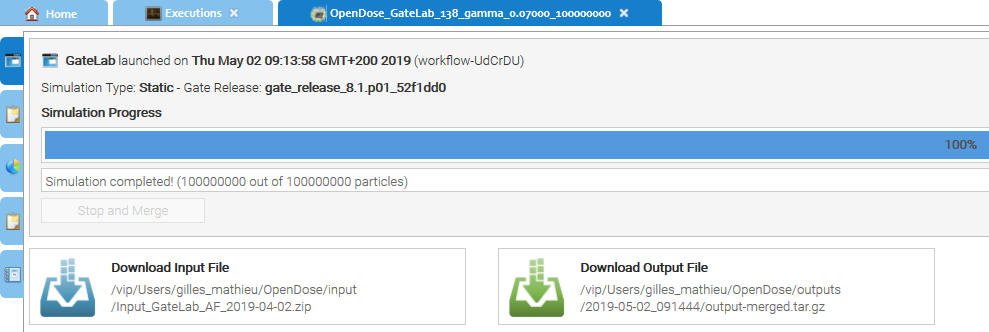 Home Executions OpenDose_GateLab_138_gamma_0.07000_100000000
GateLab launched on Thu May 02 09:13:58 GMT+200 2019 (workflow-UdCrDU)
Simulation Type: Static - Gate Release: gate_release_8.1.p01_52f1dd0
Simulation Progress
100%
Simulation completed! (100000000 out of 100000000 particles)
Stop and Merge
Download Input File
/vip/Users/gilles_mathieu/OpenDose/input
/Input_GateLab_AF_2019-04-02.zip
Download Output File
/vip/Users/gilles_mathieu/OpenDose/outputs
/2019-05-02_091444/output-merged.tar.gz